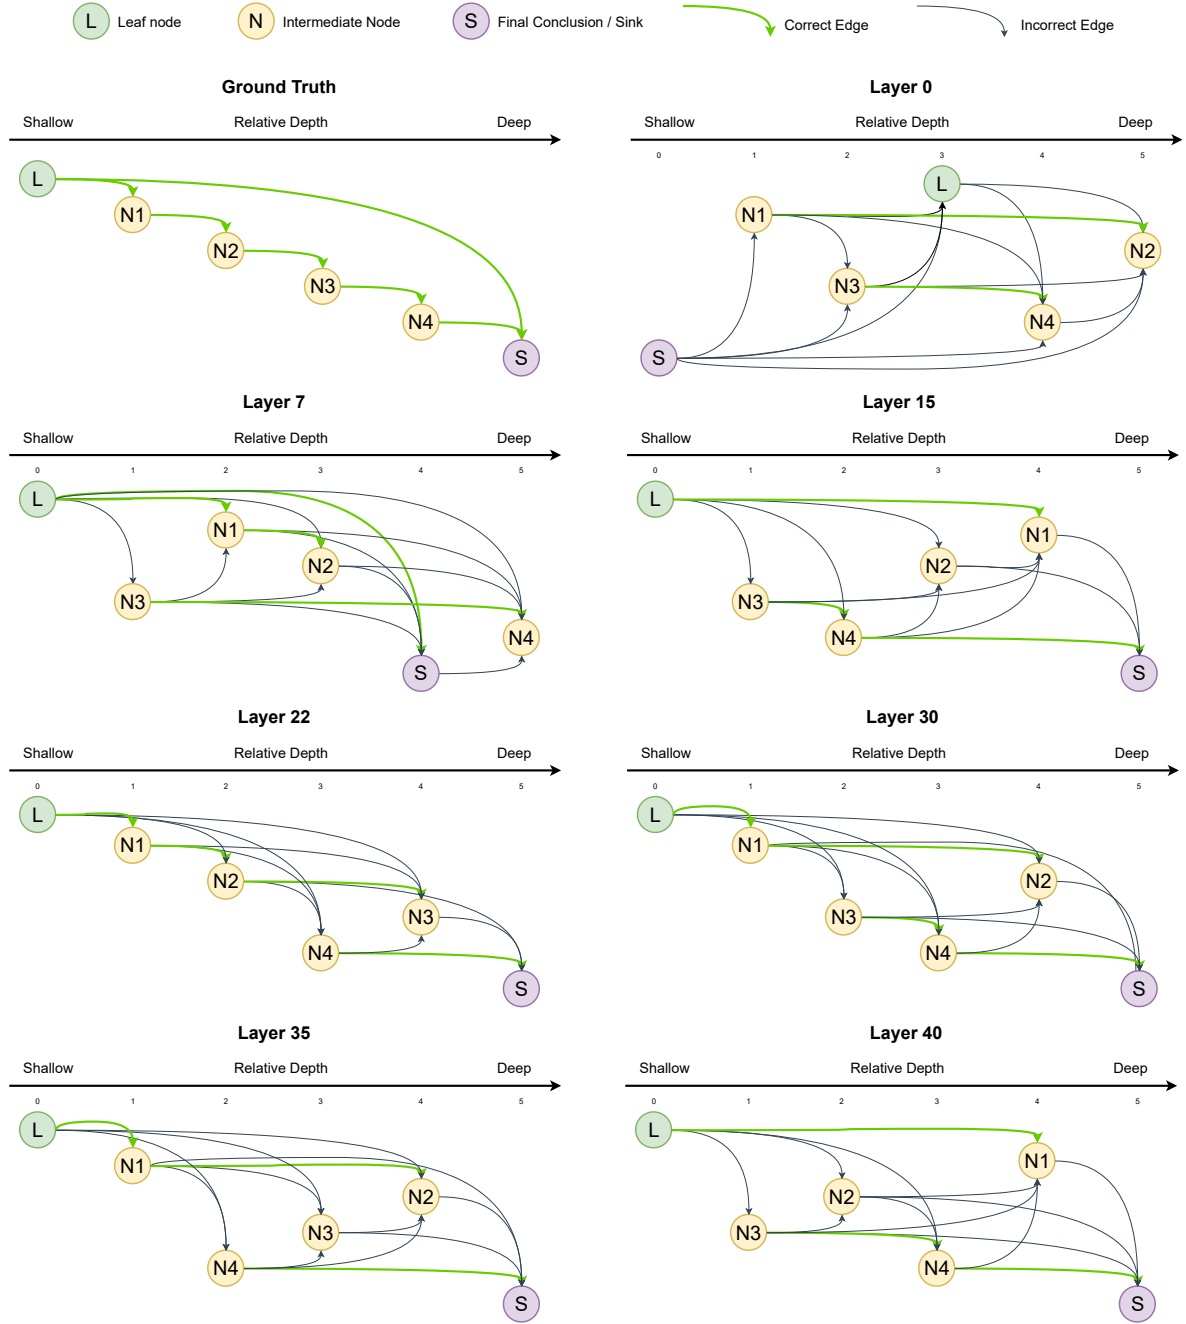 L Leaf node N Intermediate Node S Final Conclusion / Sink Correct Edge Incorrect Edge
Ground Truth
Shallow Relative Depth Deep
L
N1
N2
N3
N4
S
Layer 0
Shallow Relative Depth Deep
0 1 2 3 4 5
L
N1
N2
N3
N4
S
Layer 7
Shallow Relative Depth Deep
0 1 2 3 4 5
L
N1
N2
N3
N4
S
Layer 15
Shallow Relative Depth Deep
0 1 2 3 4 5
L
N1
N2
N3
N4
S
Layer 22
Shallow Relative Depth Deep
0 1 2 3 4 5
L
N1
N2
N3
N4
S
Layer 30
Shallow Relative Depth Deep
0 1 2 3 4 5
L
N1
N2
N3
N4
S
Layer 35
Shallow Relative Depth Deep
0 1 2 3 4 5
L
N1
N2
N3
N4
S
Layer 40
Shallow Relative Depth Deep
0 1 2 3 4 5
L
N1
N2
N3
N4
S